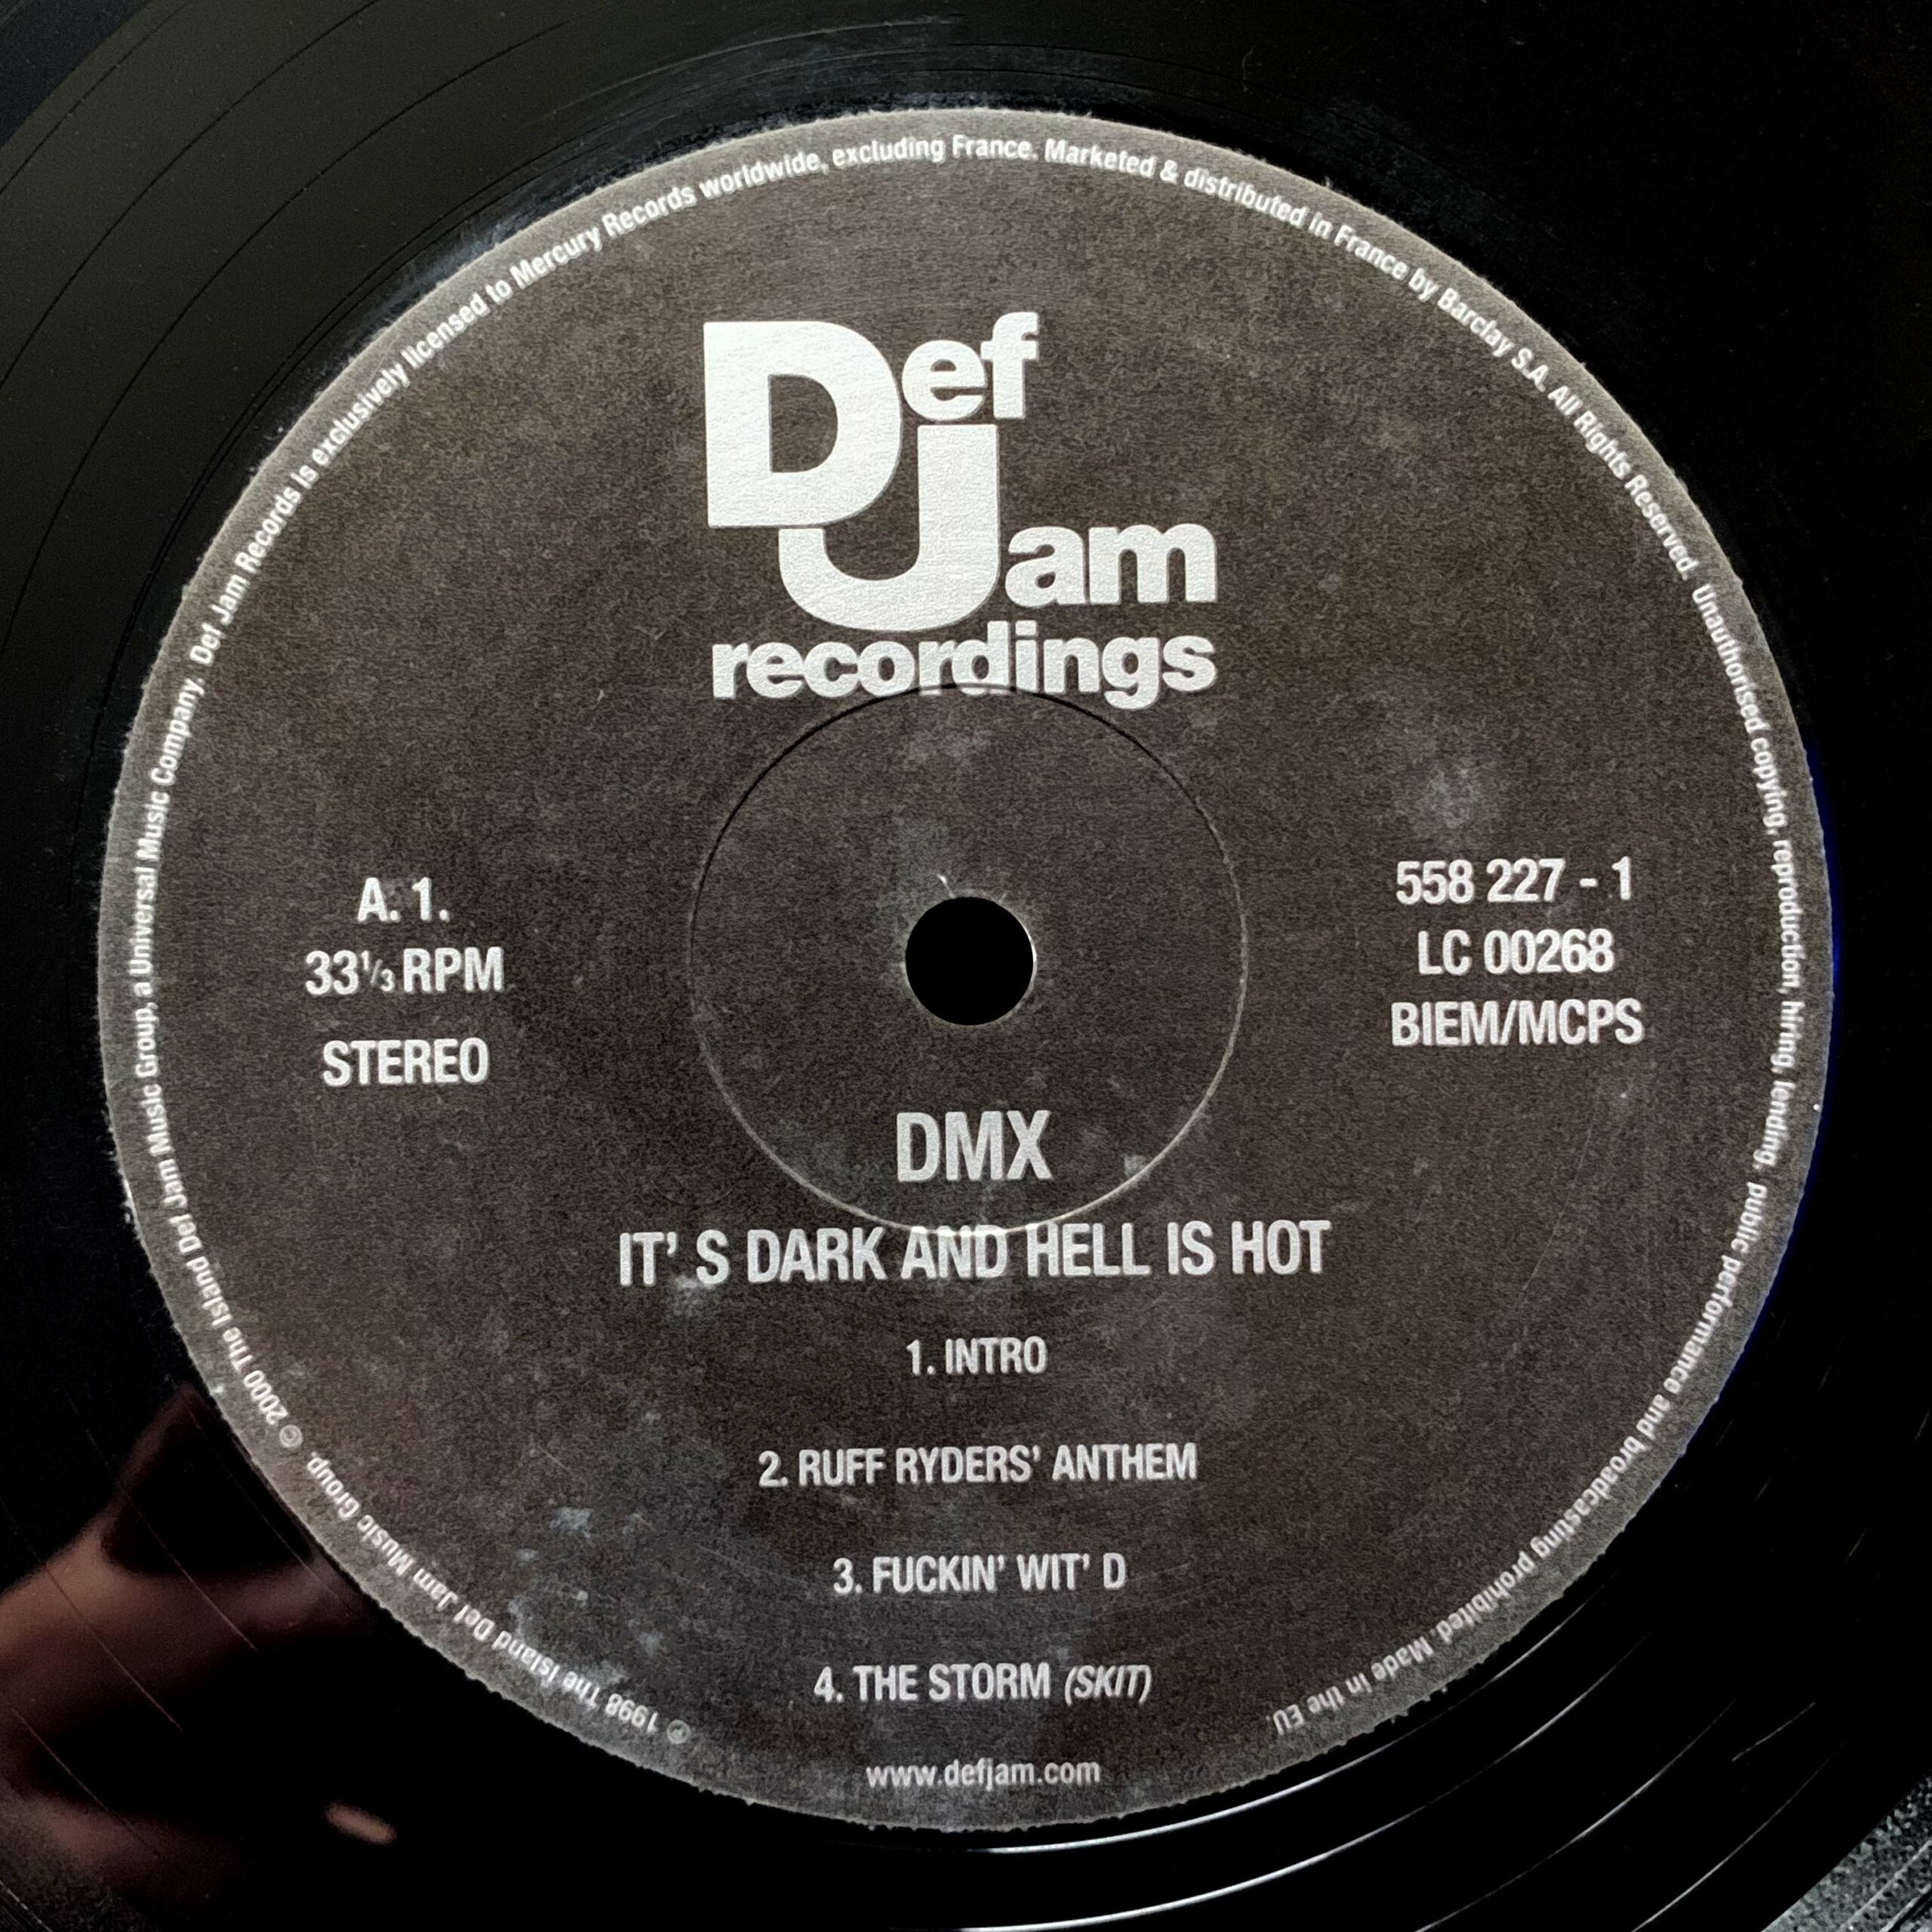 Def
Jam
recordings
A. 1.
33⅓ RPM
STEREO
558 227 - 1
LC 00268
BIEM/MCPS
DMX
IT' S DARK AND HELL IS HOT
1. INTRO
2. RUFF RYDERS' ANTHEM
3. FUCKIN' WIT' D
4. THE STORM (SKIT)
www.defjam.com
℗ 1998 The Island Def Jam Music Group. © 2000 The Island Def Jam Music Group, a Universal Music Company. Def Jam Records is exclusively licensed to Mercury Records worldwide, excluding France. Marketed & distributed in France by Barclay S.A. All Rights Reserved. Unauthorised copying, reproduction, hiring, lending, public performance and broadcasting prohibited. Made in the EU.